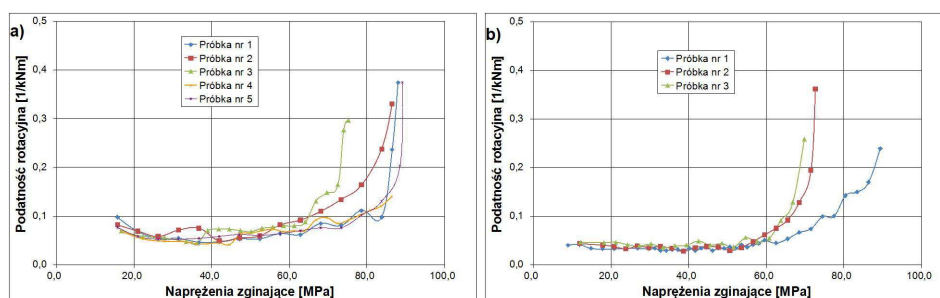 a)
0,5
0,4
0,3
0,2
0,1
0,0
Podatność rotacyjna [1/kNm]
Próbka nr 1
Próbka nr 2
Próbka nr 3
Próbka nr 4
Próbka nr 5
0,0 20,0 40,0 60,0 80,0 100,0
Naprężenia zginające [MPa]
b)
0,5
0,4
0,3
0,2
0,1
0,0
Podatność rotacyjna [1/kNm]
Próbka nr 1
Próbka nr 2
Próbka nr 3
0,0 20,0 40,0 60,0 80,0 100,0
Naprężenia zginające [MPa]